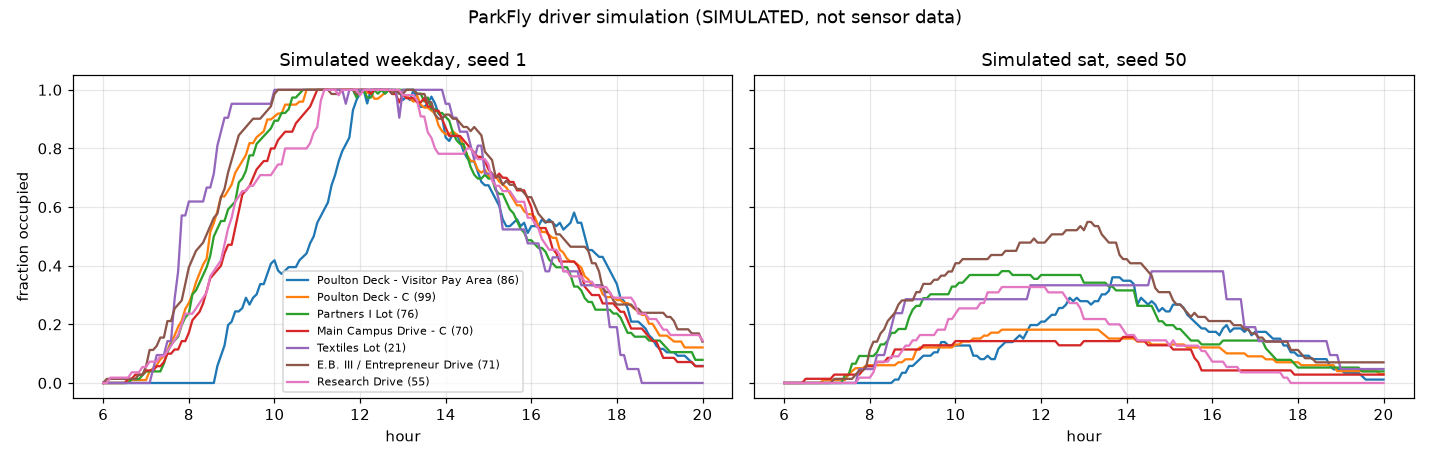 ParkFly driver simulation (SIMULATED, not sensor data)
Simulated weekday, seed 1
fraction occupied
1.0
0.8
0.6
0.4
0.2
0.0
Poulton Deck - Visitor Pay Area (86)
Poulton Deck - C (99)
Partners I Lot (76)
Main Campus Drive - C (70)
Textiles Lot (21)
E.B. III / Entrepreneur Drive (71)
Research Drive (55)
6 8 10 12 14 16 18 20
hour
Simulated sat, seed 50
6 8 10 12 14 16 18 20
hour